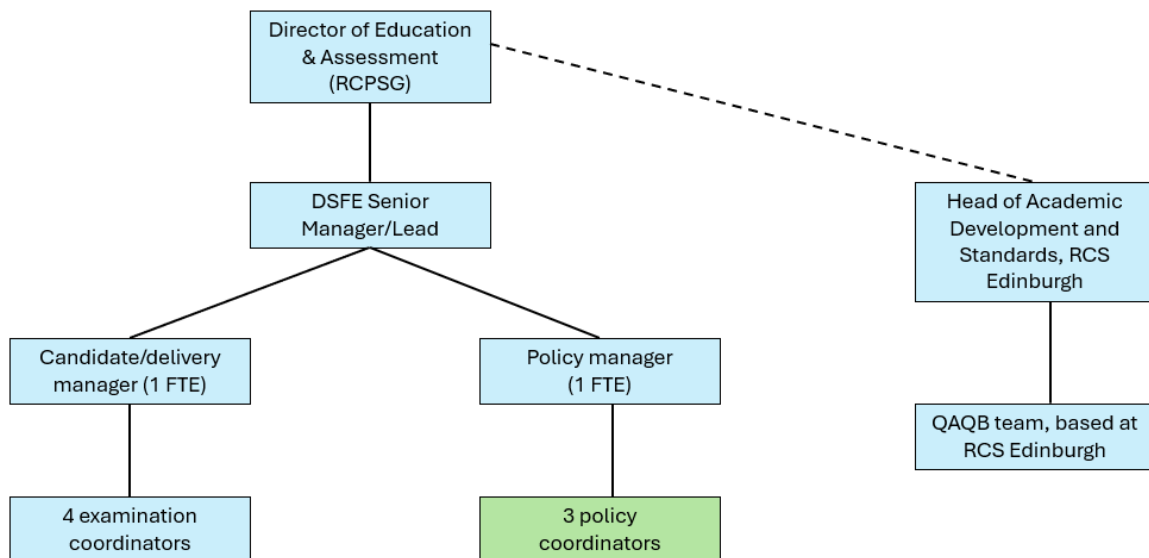 Director of Education
& Assessment
(RCPSG)
DSFE Senior
Manager/Lead
Head of Academic
Development and
Standards, RCS
Edinburgh
Candidate/delivery
manager (1 FTE)
Policy manager
(1 FTE)
QAQB team, based at
RCS Edinburgh
4 examination
coordinators
3 policy
coordinators